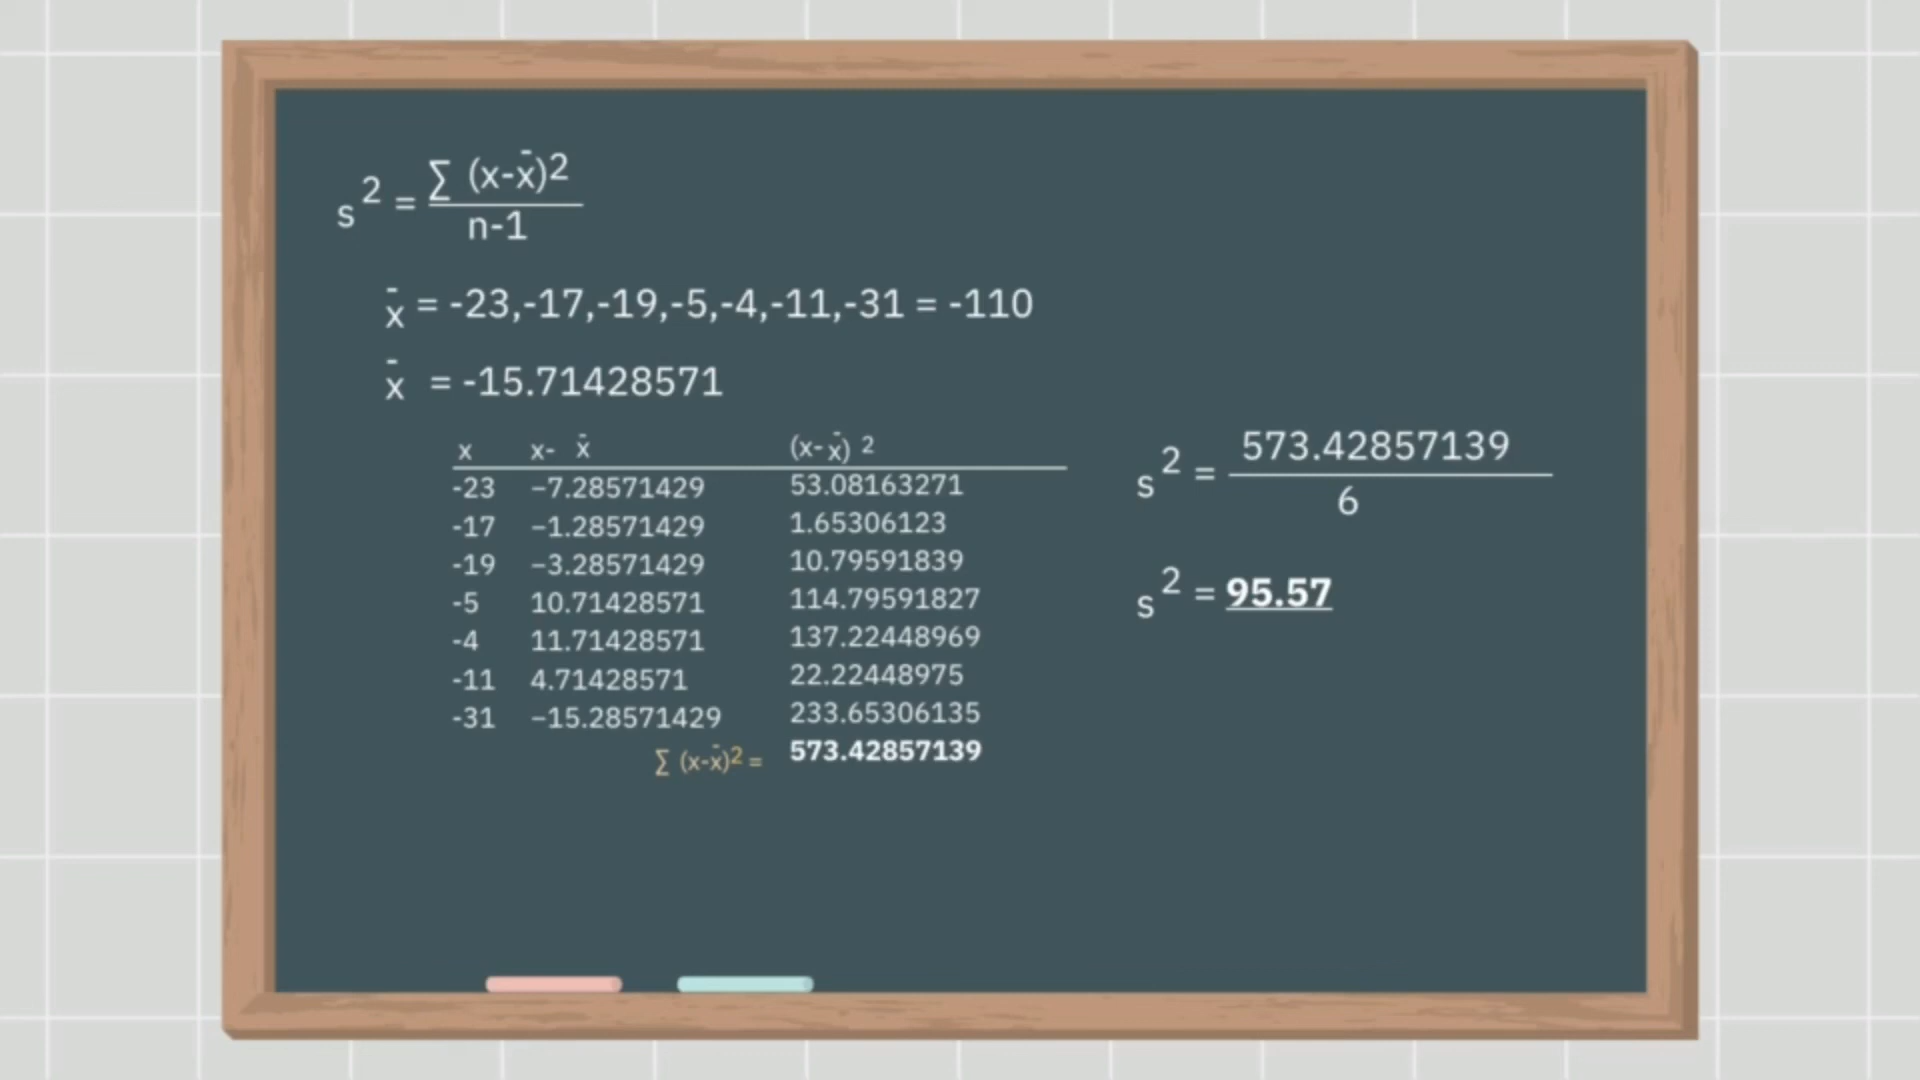 s² = ∑ (x-x̄)²
n-1
x̄ = -23,-17,-19,-5,-4,-11,-31 = -110
x̄ = -15.71428571
x x- x̄ (x-x̄) ²
-23 −7.28571429 53.08163271
-17 −1.28571429 1.65306123
-19 −3.28571429 10.79591839
-5 10.71428571 114.79591827
-4 11.71428571 137.22448969
-11 4.71428571 22.22448975
-31 −15.28571429 233.65306135
∑ (x-x̄)² = 573.42857139
s² = 573.42857139
6
s² = 95.57